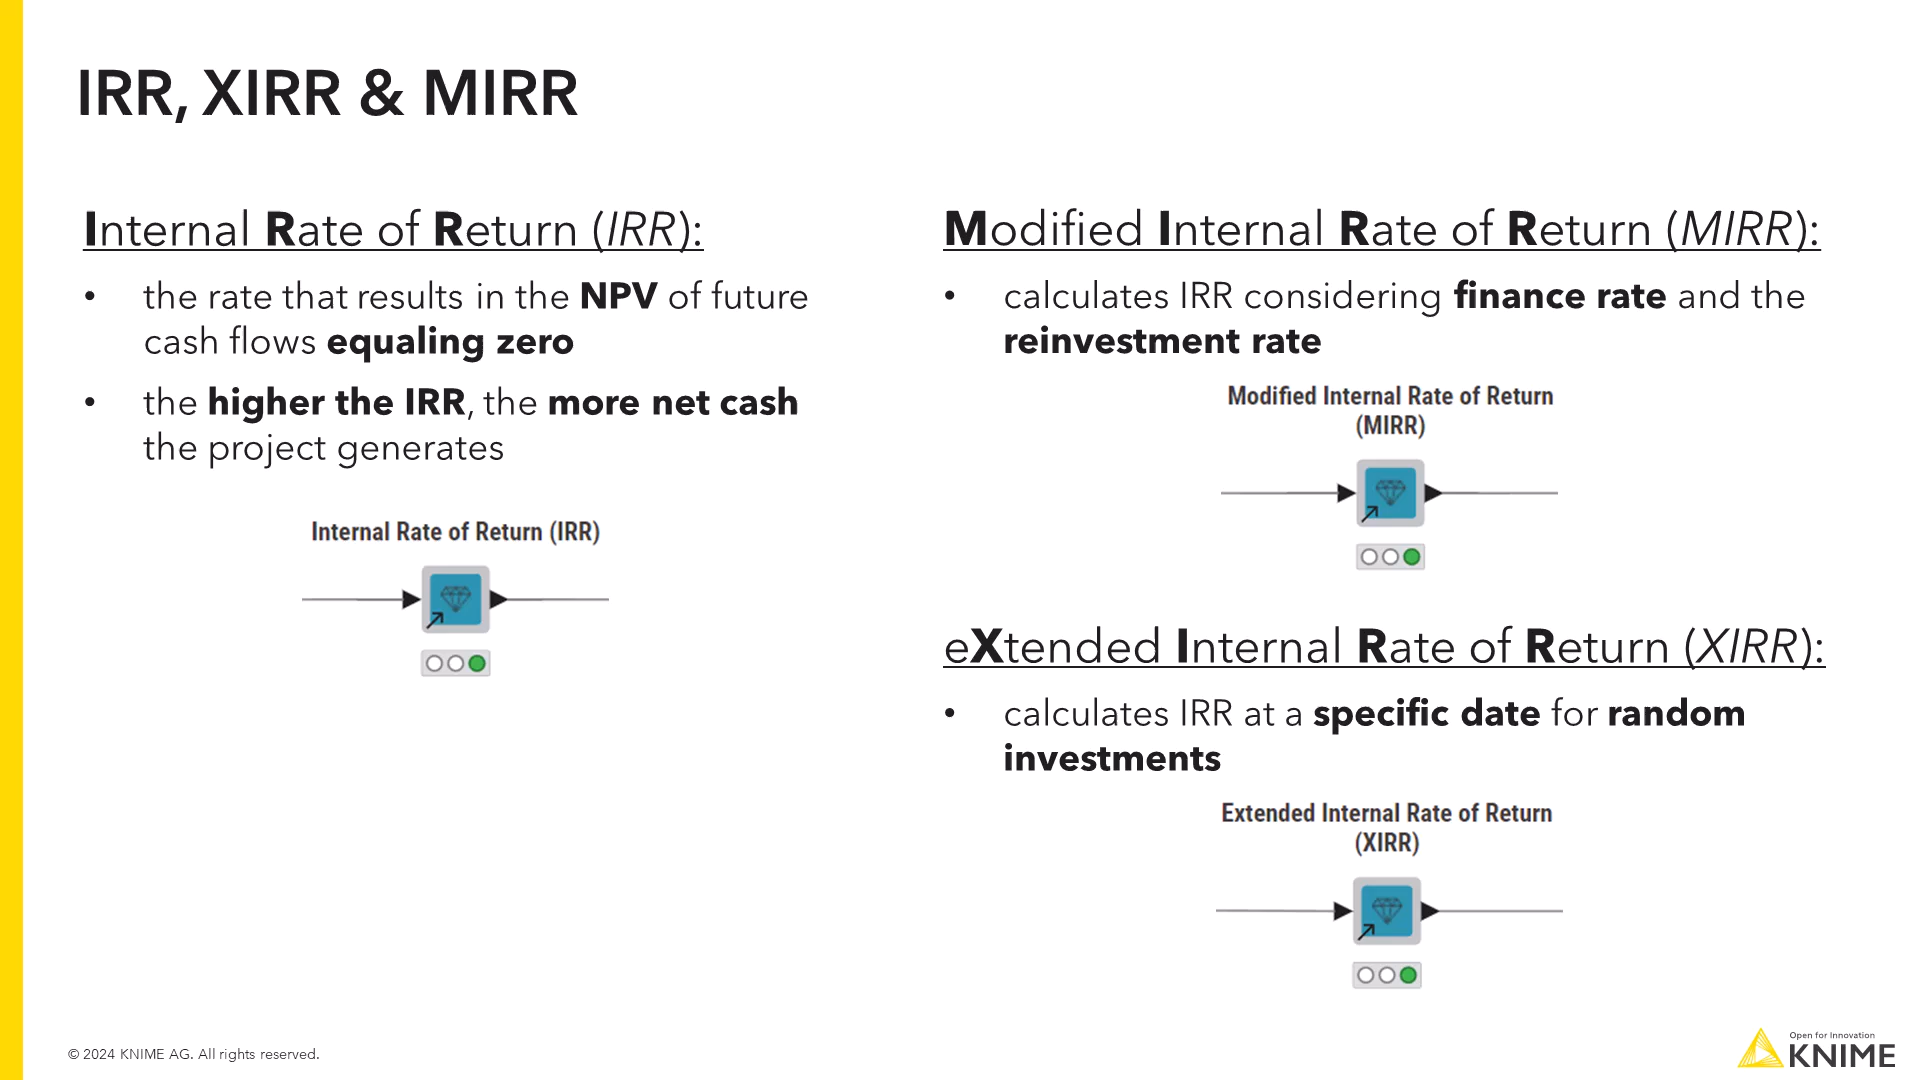 IRR, XIRR & MIRR
Internal Rate of Return (IRR):
• the rate that results in the NPV of future
cash flows equaling zero
• the higher the IRR, the more net cash
the project generates
Internal Rate of Return (IRR)
Modified Internal Rate of Return (MIRR):
• calculates IRR considering finance rate and the
reinvestment rate
Modified Internal Rate of Return
(MIRR)
eXtended Internal Rate of Return (XIRR):
• calculates IRR at a specific date for random
investments
Extended Internal Rate of Return
(XIRR)
© 2024 KNIME AG. All rights reserved.
Open for Innovation
KNIME